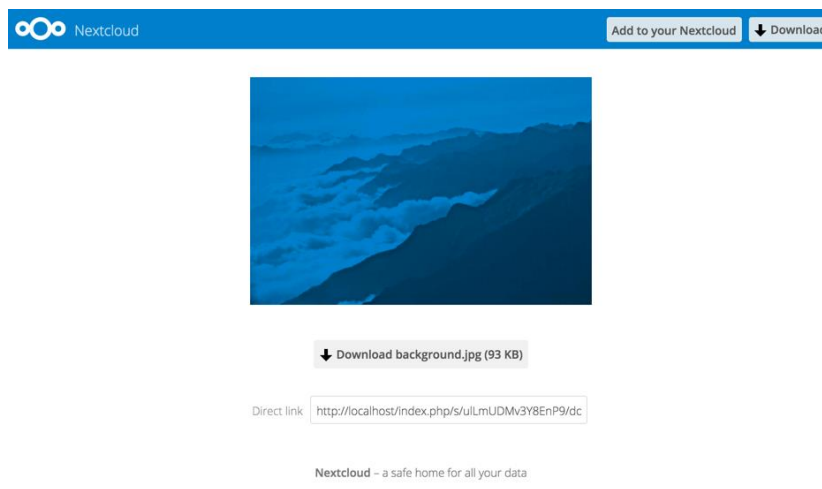 Nextcloud
Add to your Nextcloud
Download
Download background.jpg (93 KB)
Direct link http://localhost/index.php/s/ulLmUDMv3Y8EnP9/dc
Nextcloud – a safe home for all your data